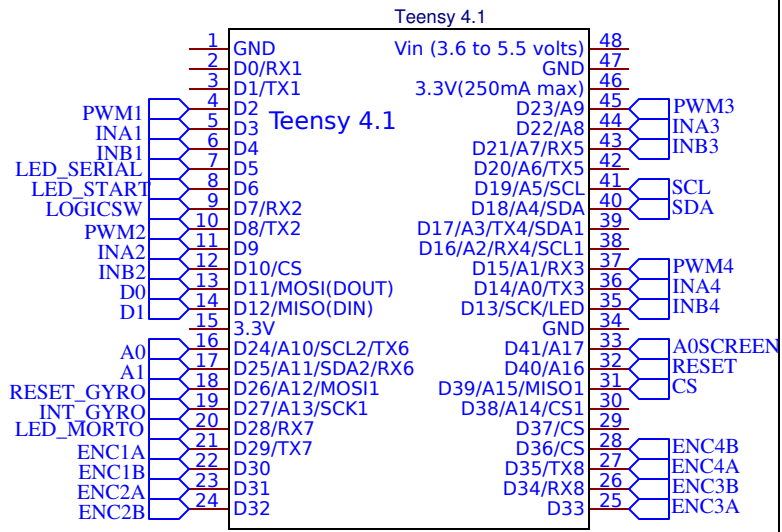 Teensy 4.1
Teensy 4.1
1 GND Vin (3.6 to 5.5 volts) 48
2 D0/RX1 GND 47
3 D1/TX1 3.3V(250mA max) 46
PWM1 4 D2 D23/A9 45 PWM3
INA1 5 D3 D22/A8 44 INA3
INB1 6 D4 D21/A7/RX5 43 INB3
LED_SERIAL 7 D5 D20/A6/TX5 42
LED_START 8 D6 D19/A5/SCL 41 SCL
LOGICSW 9 D7/RX2 D18/A4/SDA 40 SDA
PWM2 10 D8/TX2 D17/A3/TX4/SDA1 39
INA2 11 D9 D16/A2/RX4/SCL1 38
INB2 12 D10/CS D15/A1/RX3 37 PWM4
D0 13 D11/MOSI(DOUT) D14/A0/TX3 36 INA4
D1 14 D12/MISO(DIN) D13/SCK/LED 35 INB4
15 3.3V GND 34
A0 16 D24/A10/SCL2/TX6 D41/A17 33 A0SCREEN
A1 17 D25/A11/SDA2/RX6 D40/A16 32 RESET
RESET_GYRO 18 D26/A12/MOSI1 D39/A15/MISO1 31 CS
INT_GYRO 19 D27/A13/SCK1 D38/A14/CS1 30
LED_MORTO 20 D28/RX7 D37/CS 29
ENC1A 21 D29/TX7 D36/CS 28 ENC4B
ENC1B 22 D30 D35/TX8 27 ENC4A
ENC2A 23 D31 D34/RX8 26 ENC3B
ENC2B 24 D32 D33 25 ENC3A